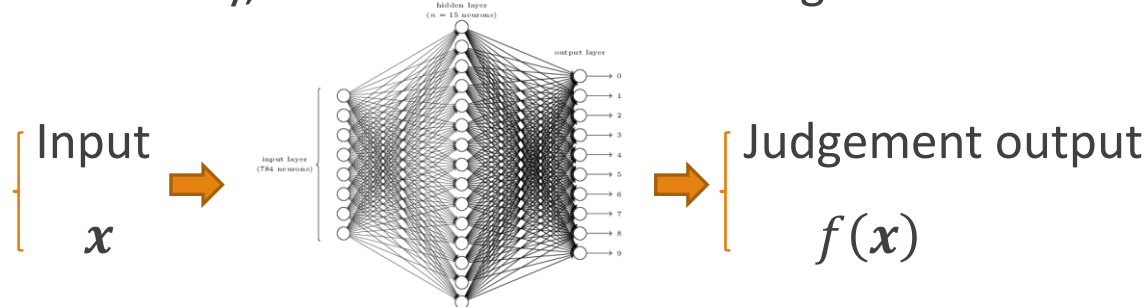 hidden layer
(n = 15 neurons)
output layer
0
1
2
3
4
5
6
7
8
9
input layer
(784 neurons)
Input
x
Judgement output
f(x)